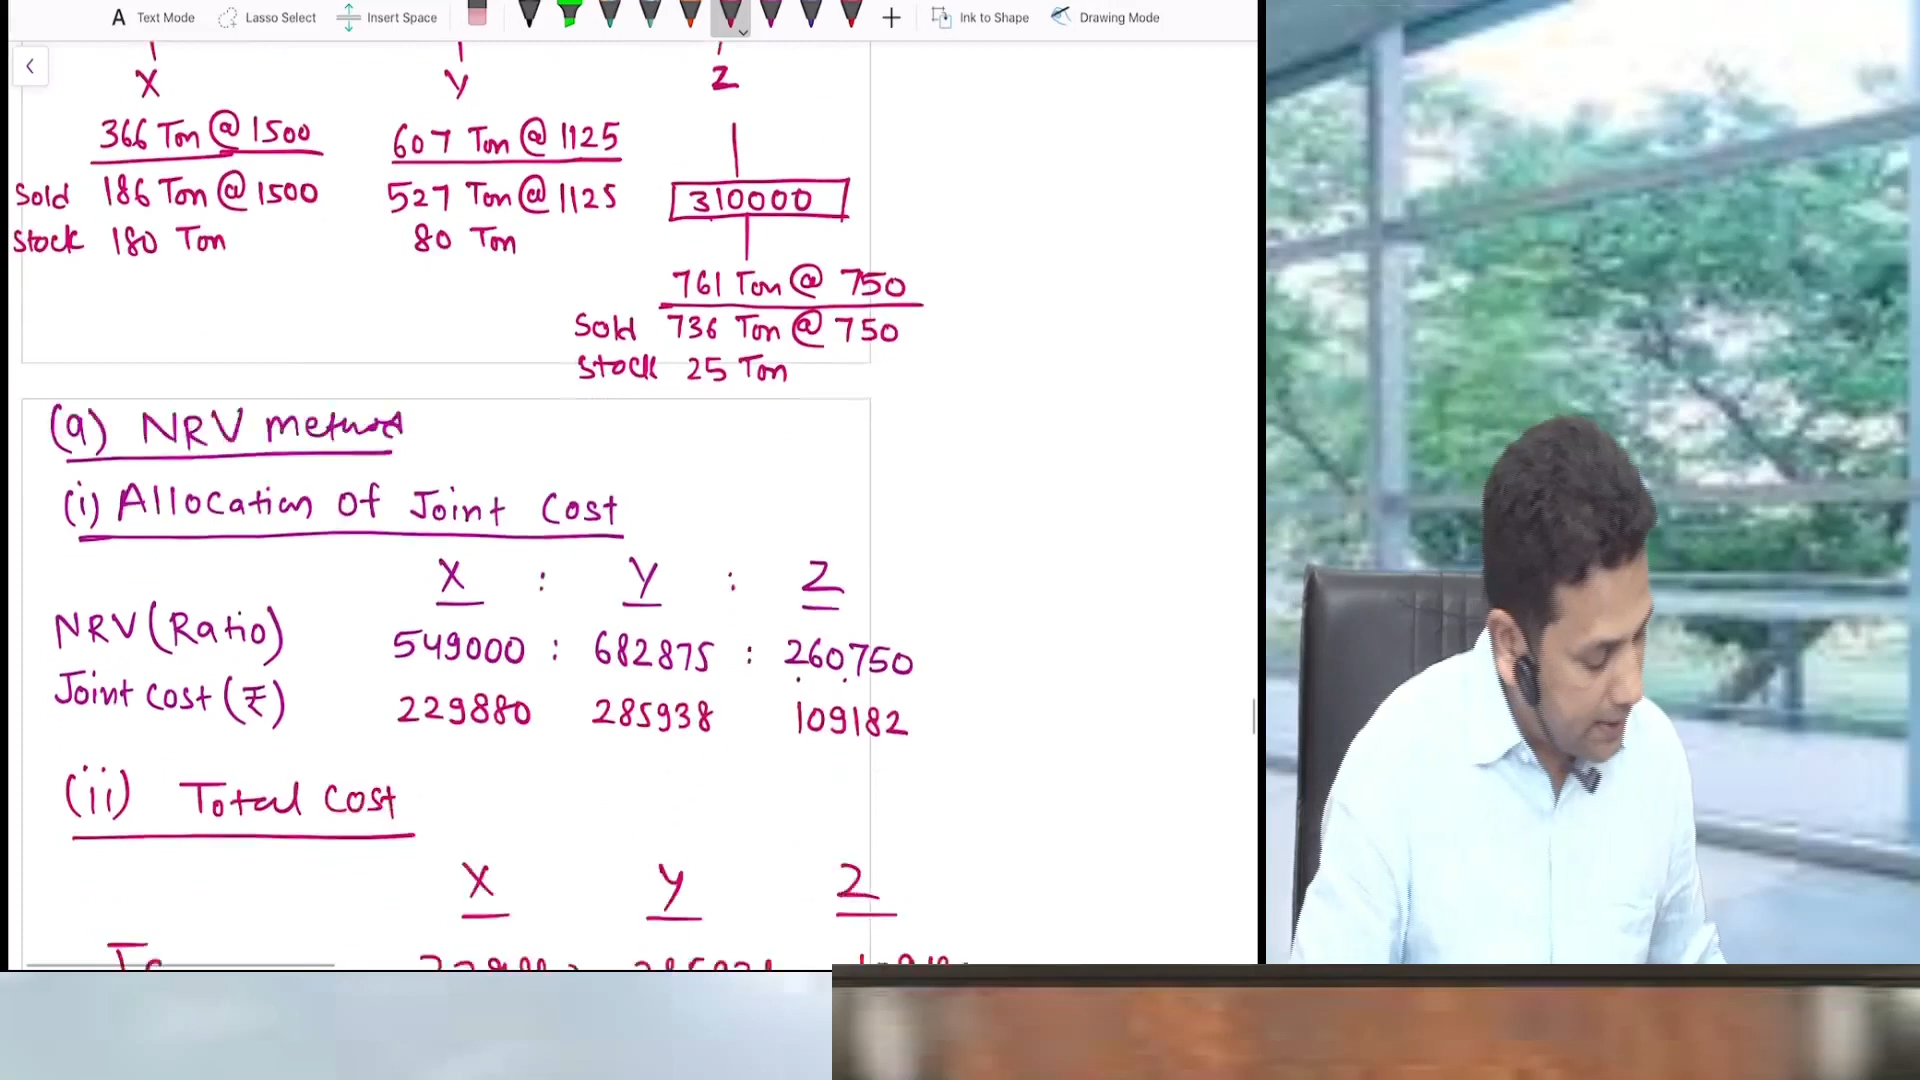 A Text Mode Lasso Select Insert Space Ink to Shape Drawing Mode
X Y Z
366 Ton @ 1500 607 Ton @ 1125
Sold 186 Ton @ 1500 527 Ton @ 1125 310000
Stock 180 Ton 80 Ton
761 Ton @ 750
Sold 736 Ton @ 750
Stock 25 Ton
(a) NRV method
(i) Allocation of Joint Cost
X : Y : Z
NRV (Ratio) 549000 : 682875 : 260,750
Joint Cost (₹) 229880 285938 109182
(ii) Total Cost
X Y Z